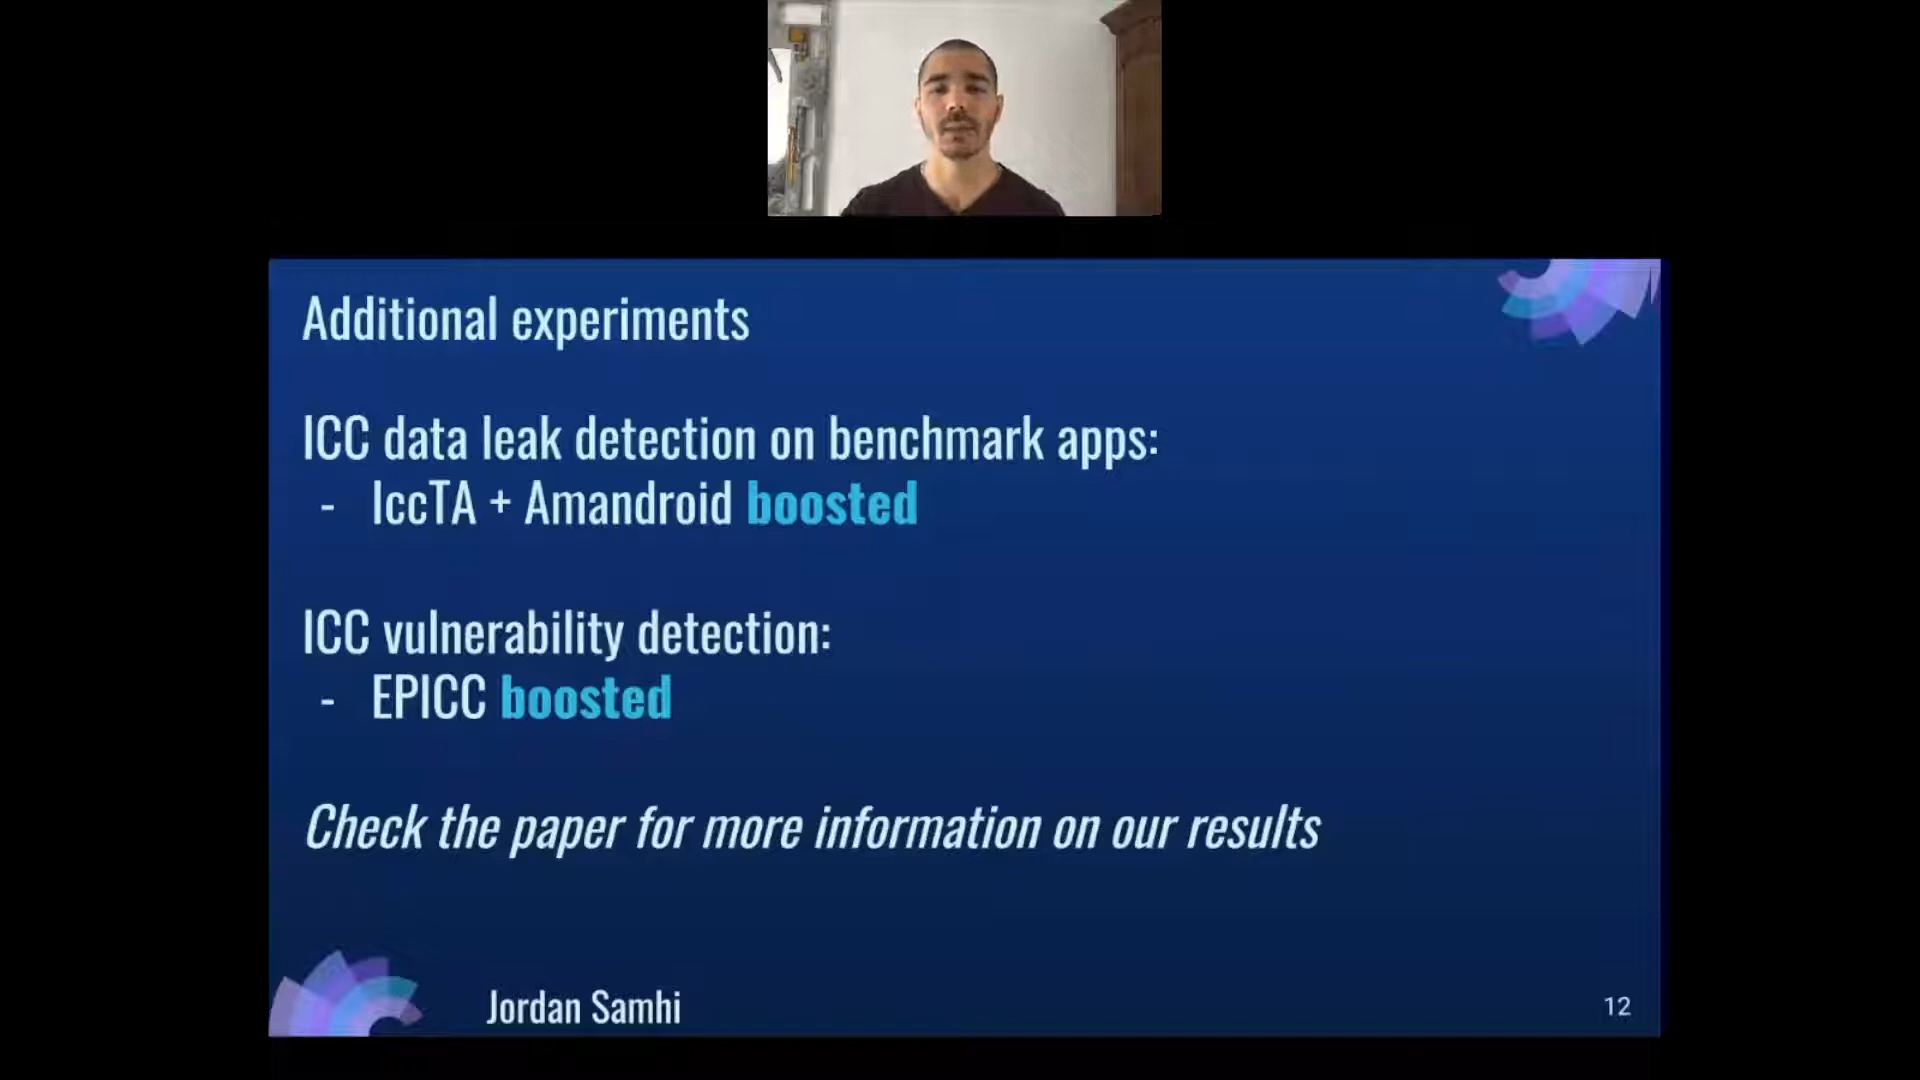 Additional experiments
ICC data leak detection on benchmark apps:
- IccTA + Amandroid boosted
ICC vulnerability detection:
- EPICC boosted
Check the paper for more information on our results
Jordan Samhi
12